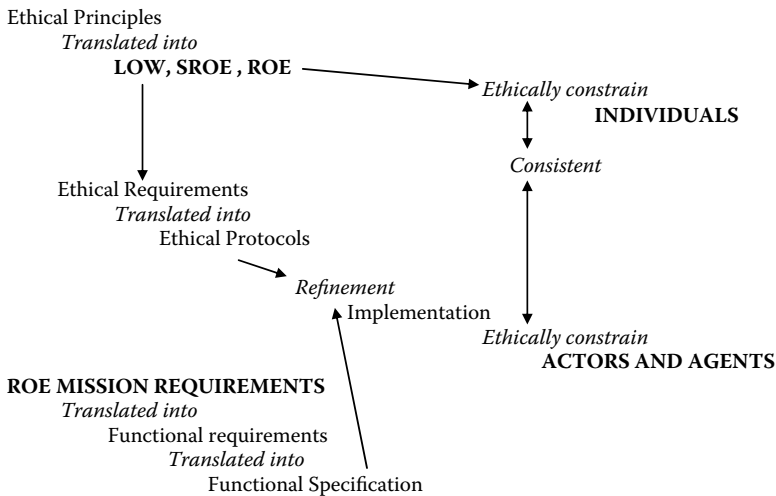 Ethical Principles
Translated into
LOW, SROE , ROE
Ethically constrain
INDIVIDUALS
Consistent
Ethical Requirements
Translated into
Ethical Protocols
Refinement
Implementation
Ethically constrain
ACTORS AND AGENTS
ROE MISSION REQUIREMENTS
Translated into
Functional requirements
Translated into
Functional Specification